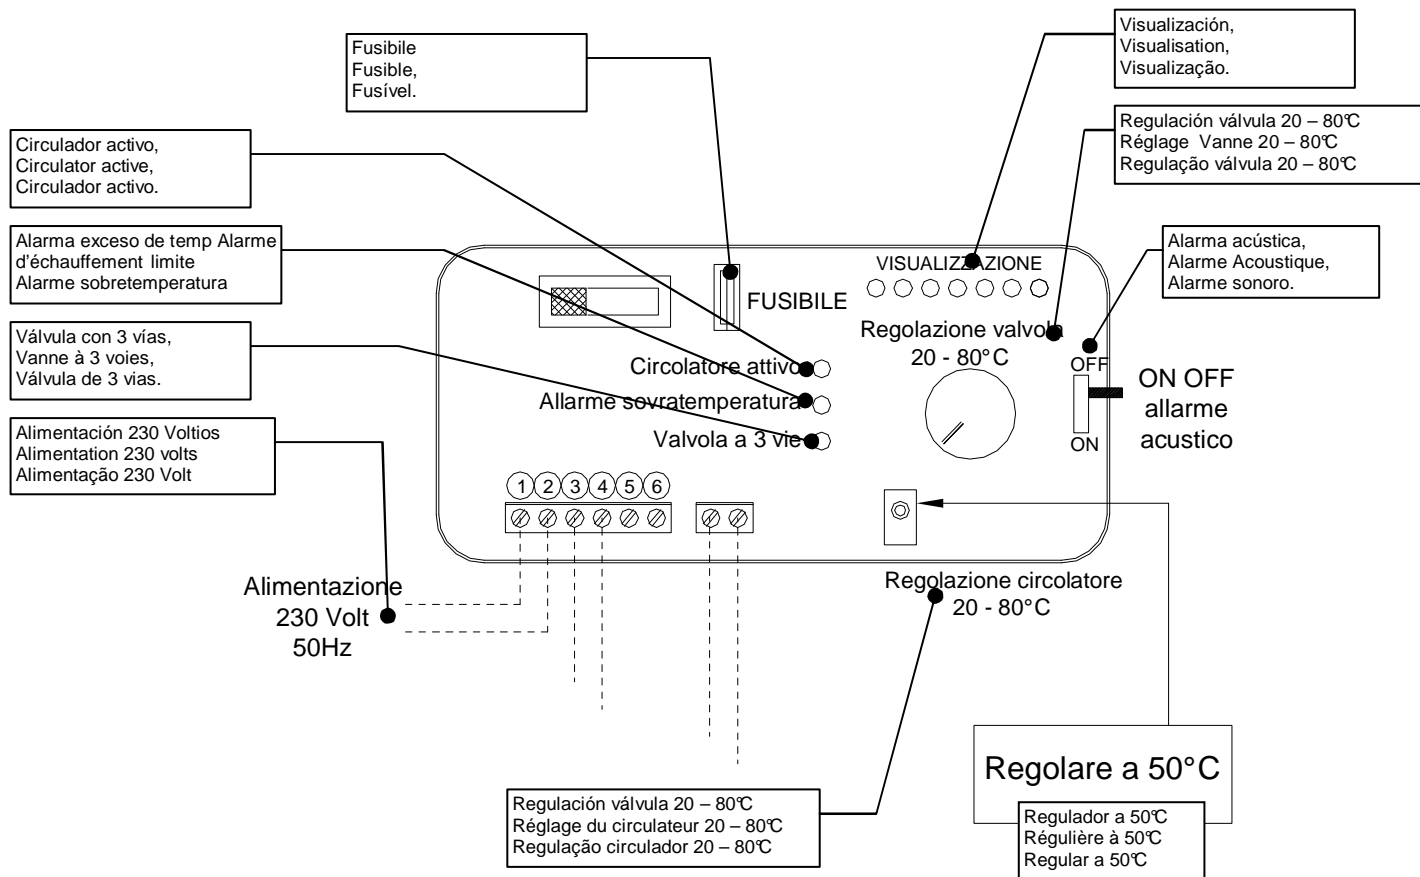 Fusibile
Fusible,
Fusível.
Visualización,
Visualisation,
Visualização.
Regulación válvula 20 – 80°C
Réglage  Vanne 20 – 80°C
Regulação válvula 20 – 80°C
Circulador activo,
Circulator active,
Circulador activo.
Alarma exceso de temp Alarme
d'échauffement limite
Alarme sobretemperatura
Alarma acústica,
Alarme Acoustique,
Alarme sonoro.
Válvula con 3 vías,
Vanne à 3 voies,
Válvula de 3 vias.
Alimentación 230 Voltios
Alimentation 230 volts
Alimentação 230 Volt
VISUALIZZAZIONE
FUSIBILE
Regolazione valvola
20 - 80°C
Circolatore attivo
Allarme sovratemperatura
Valvola a 3 vie
OFF
ON
ON OFF
allarme
acustico
1 2 3 4 5 6
Alimentazione
230 Volt
50Hz
Regolazione circolatore
20 - 80°C
Regolare a 50°C
Regulador a 50°C
Régulière à 50°C
Regular a 50°C
Regulación válvula 20 – 80°C
Réglage du circulateur 20 – 80°C
Regulação circulador 20 – 80°C